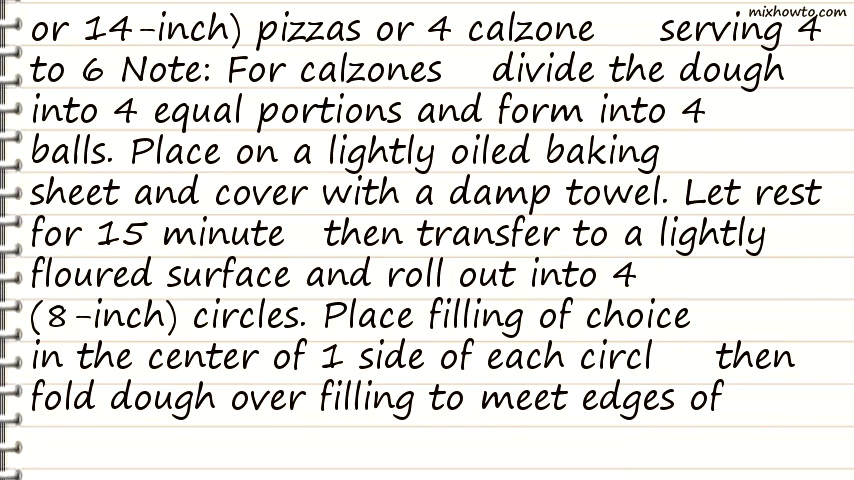 mixhowto.com
or 14-inch) pizzas or 4 calzone serving 4
to 6 Note: For calzones divide the dough
into 4 equal portions and form into 4
balls. Place on a lightly oiled baking
sheet and cover with a damp towel. Let rest
for 15 minute then transfer to a lightly
floured surface and roll out into 4
(8-inch) circles. Place filling of choice
in the center of 1 side of each circl then
fold dough over filling to meet edges of